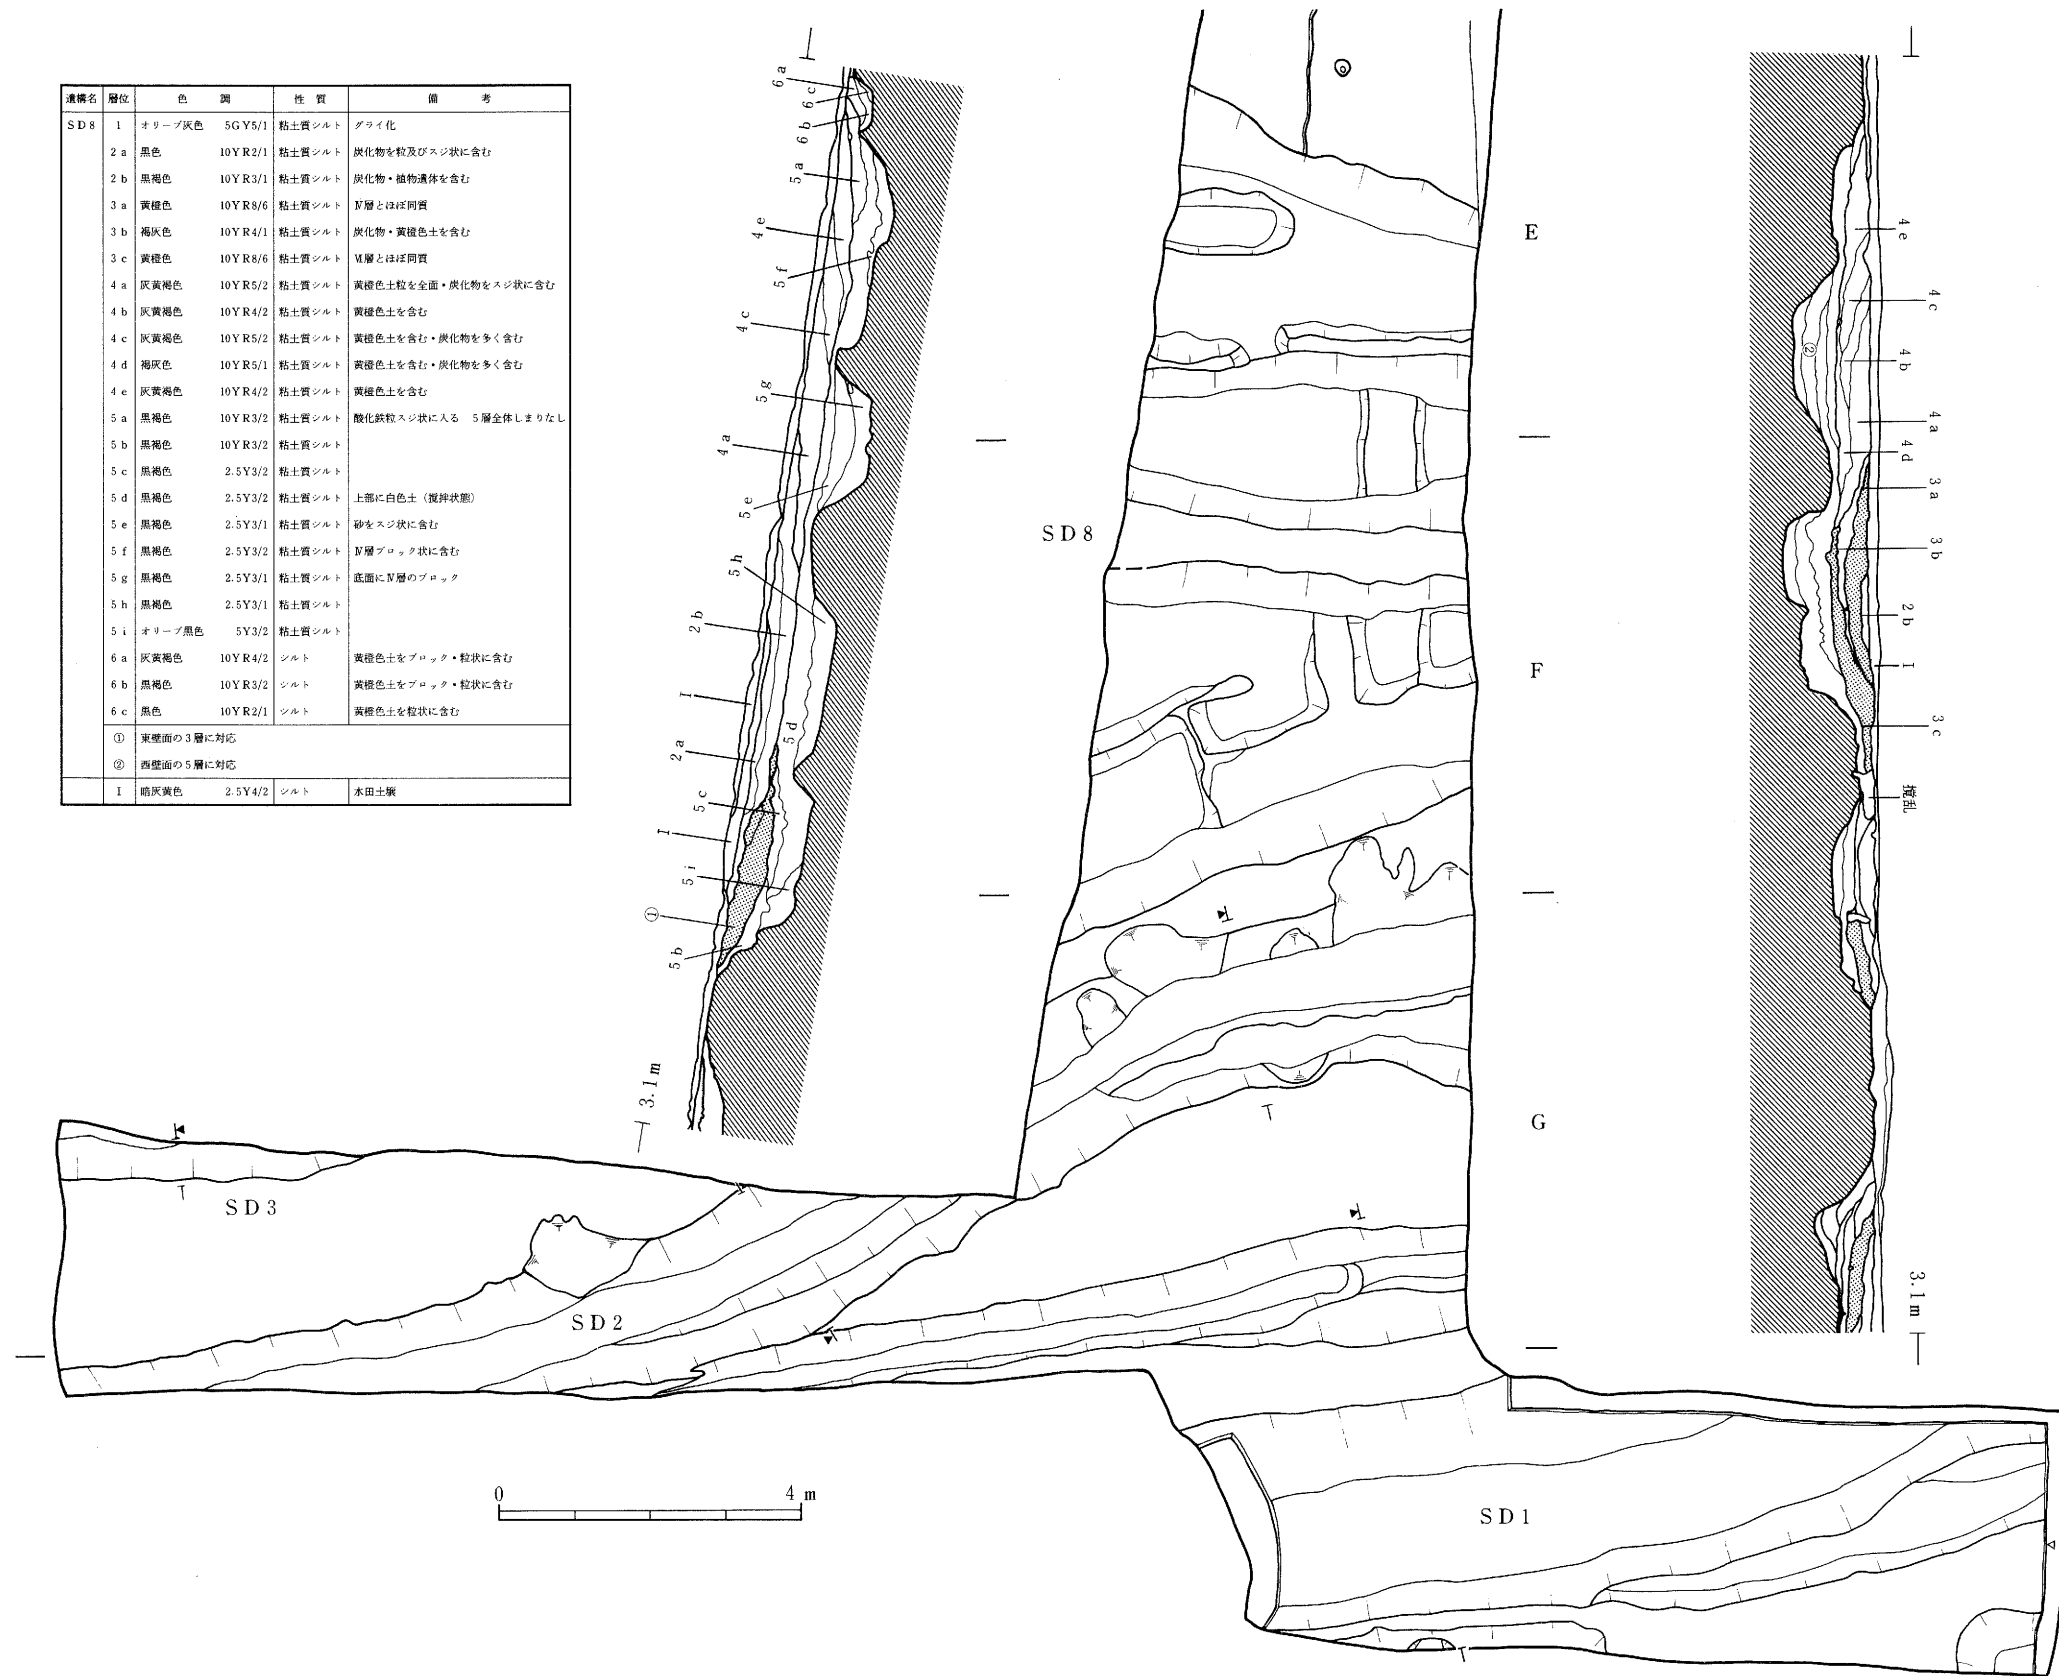 遺構名 層位 色調 性質 備考
SD8 1 オリーブ灰色 5GY5/1 粘土質シルト グライ化
2a 黒色 10YR2/1 粘土質シルト 炭化物を粒及びスジ状に含む
2b 黒褐色 10YR3/1 粘土質シルト 炭化物・植物遺体を含む
3a 黄橙色 10YR8/6 粘土質シルト Ⅳ層とほぼ同質
3b 褐灰色 10YR4/1 粘土質シルト 炭化物・黄橙色土を含む
3c 黄橙色 10YR8/6 粘土質シルト Ⅵ層とほぼ同質
4a 灰黄褐色 10YR5/2 粘土質シルト 黄橙色土粒を全面・炭化物をスジ状に含む
4b 灰黄褐色 10YR4/2 粘土質シルト 黄橙色土を含む
4c 灰黄褐色 10YR5/2 粘土質シルト 黄橙色土を含む・炭化物を多く含む
4d 褐灰色 10YR5/1 粘土質シルト 黄橙色土を含む・炭化物を多く含む
4e 灰黄褐色 10YR4/2 粘土質シルト 黄橙色土を含む
5a 黒褐色 10YR3/2 粘土質シルト 酸化鉄粒スジ状に入る 5層全体しまりなし
5b 黒褐色 10YR3/2 粘土質シルト
5c 黒褐色 2.5Y3/2 粘土質シルト
5d 黒褐色 2.5Y3/2 粘土質シルト 上部に白色土(撹拌状態)
5e 黒褐色 2.5Y3/1 粘土質シルト 砂をスジ状に含む
5f 黒褐色 2.5Y3/2 粘土質シルト Ⅳ層ブロック状に含む
5g 黒褐色 2.5Y3/1 粘土質シルト 底面にⅣ層のブロック
5h 黒褐色 2.5Y3/1 粘土質シルト
5i オリーブ黒色 5Y3/2 粘土質シルト
6a 灰黄褐色 10YR4/2 シルト 黄橙色土をブロック・粒状に含む
6b 黒褐色 10YR3/2 シルト 黄橙色土をブロック・粒状に含む
6c 黒色 10YR2/1 シルト 黄橙色土を粒状に含む
① 東壁面の3層に対応
② 西壁面の5層に対応
I 暗灰黄色 2.5Y4/2 シルト 水田土壌
6a
6c
6b
5a
4e
5f
4c
5g
4a
5e
5h
2b
I
5d
2a
5c
I
5i
①
5b
3.1m
E
SD8
F
G
4e
4c
②
4b
4a
4d
3a
3b
2b
I
3c
撹乱
3.1m
SD3
SD2
SD1
0 4m